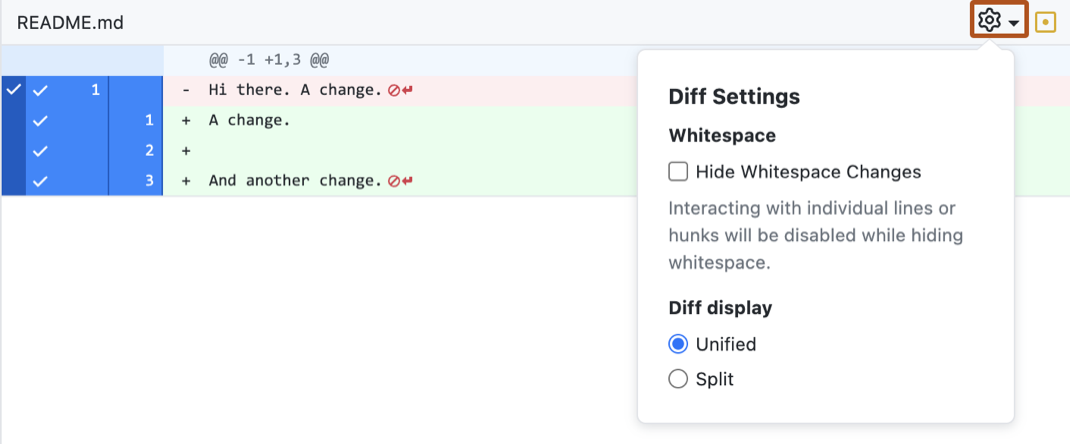 README.md
@@ -1 +1,3 @@
1 - Hi there. A change.
1 + A change.
2 +
3 + And another change.
Diff Settings
Whitespace
Hide Whitespace Changes
Interacting with individual lines or
hunks will be disabled while hiding
whitespace.
Diff display
Unified
Split